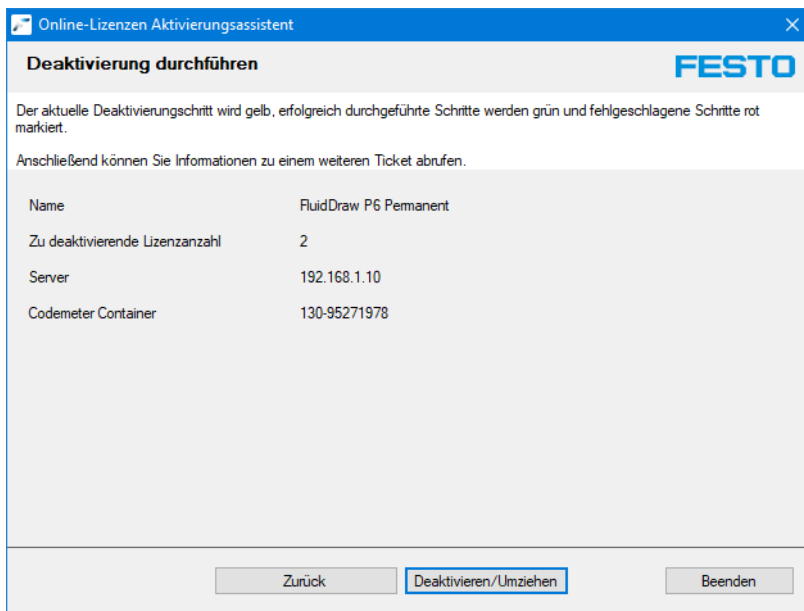 Online-Lizenzen Aktivierungsassistent
Deaktivierung durchführen
FESTO
Der aktuelle Deaktivierungschritt wird gelb, erfolgreich durchgeführte Schritte werden grün und fehlgeschlagene Schritte rot
markiert.
Anschließend können Sie Informationen zu einem weiteren Ticket abrufen.
Name FluidDraw P6 Permanent
Zu deaktivierende Lizenzanzahl 2
Server 192.168.1.10
Codemeter Container 130-95271978
Zurück Deaktivieren/Umziehen Beenden